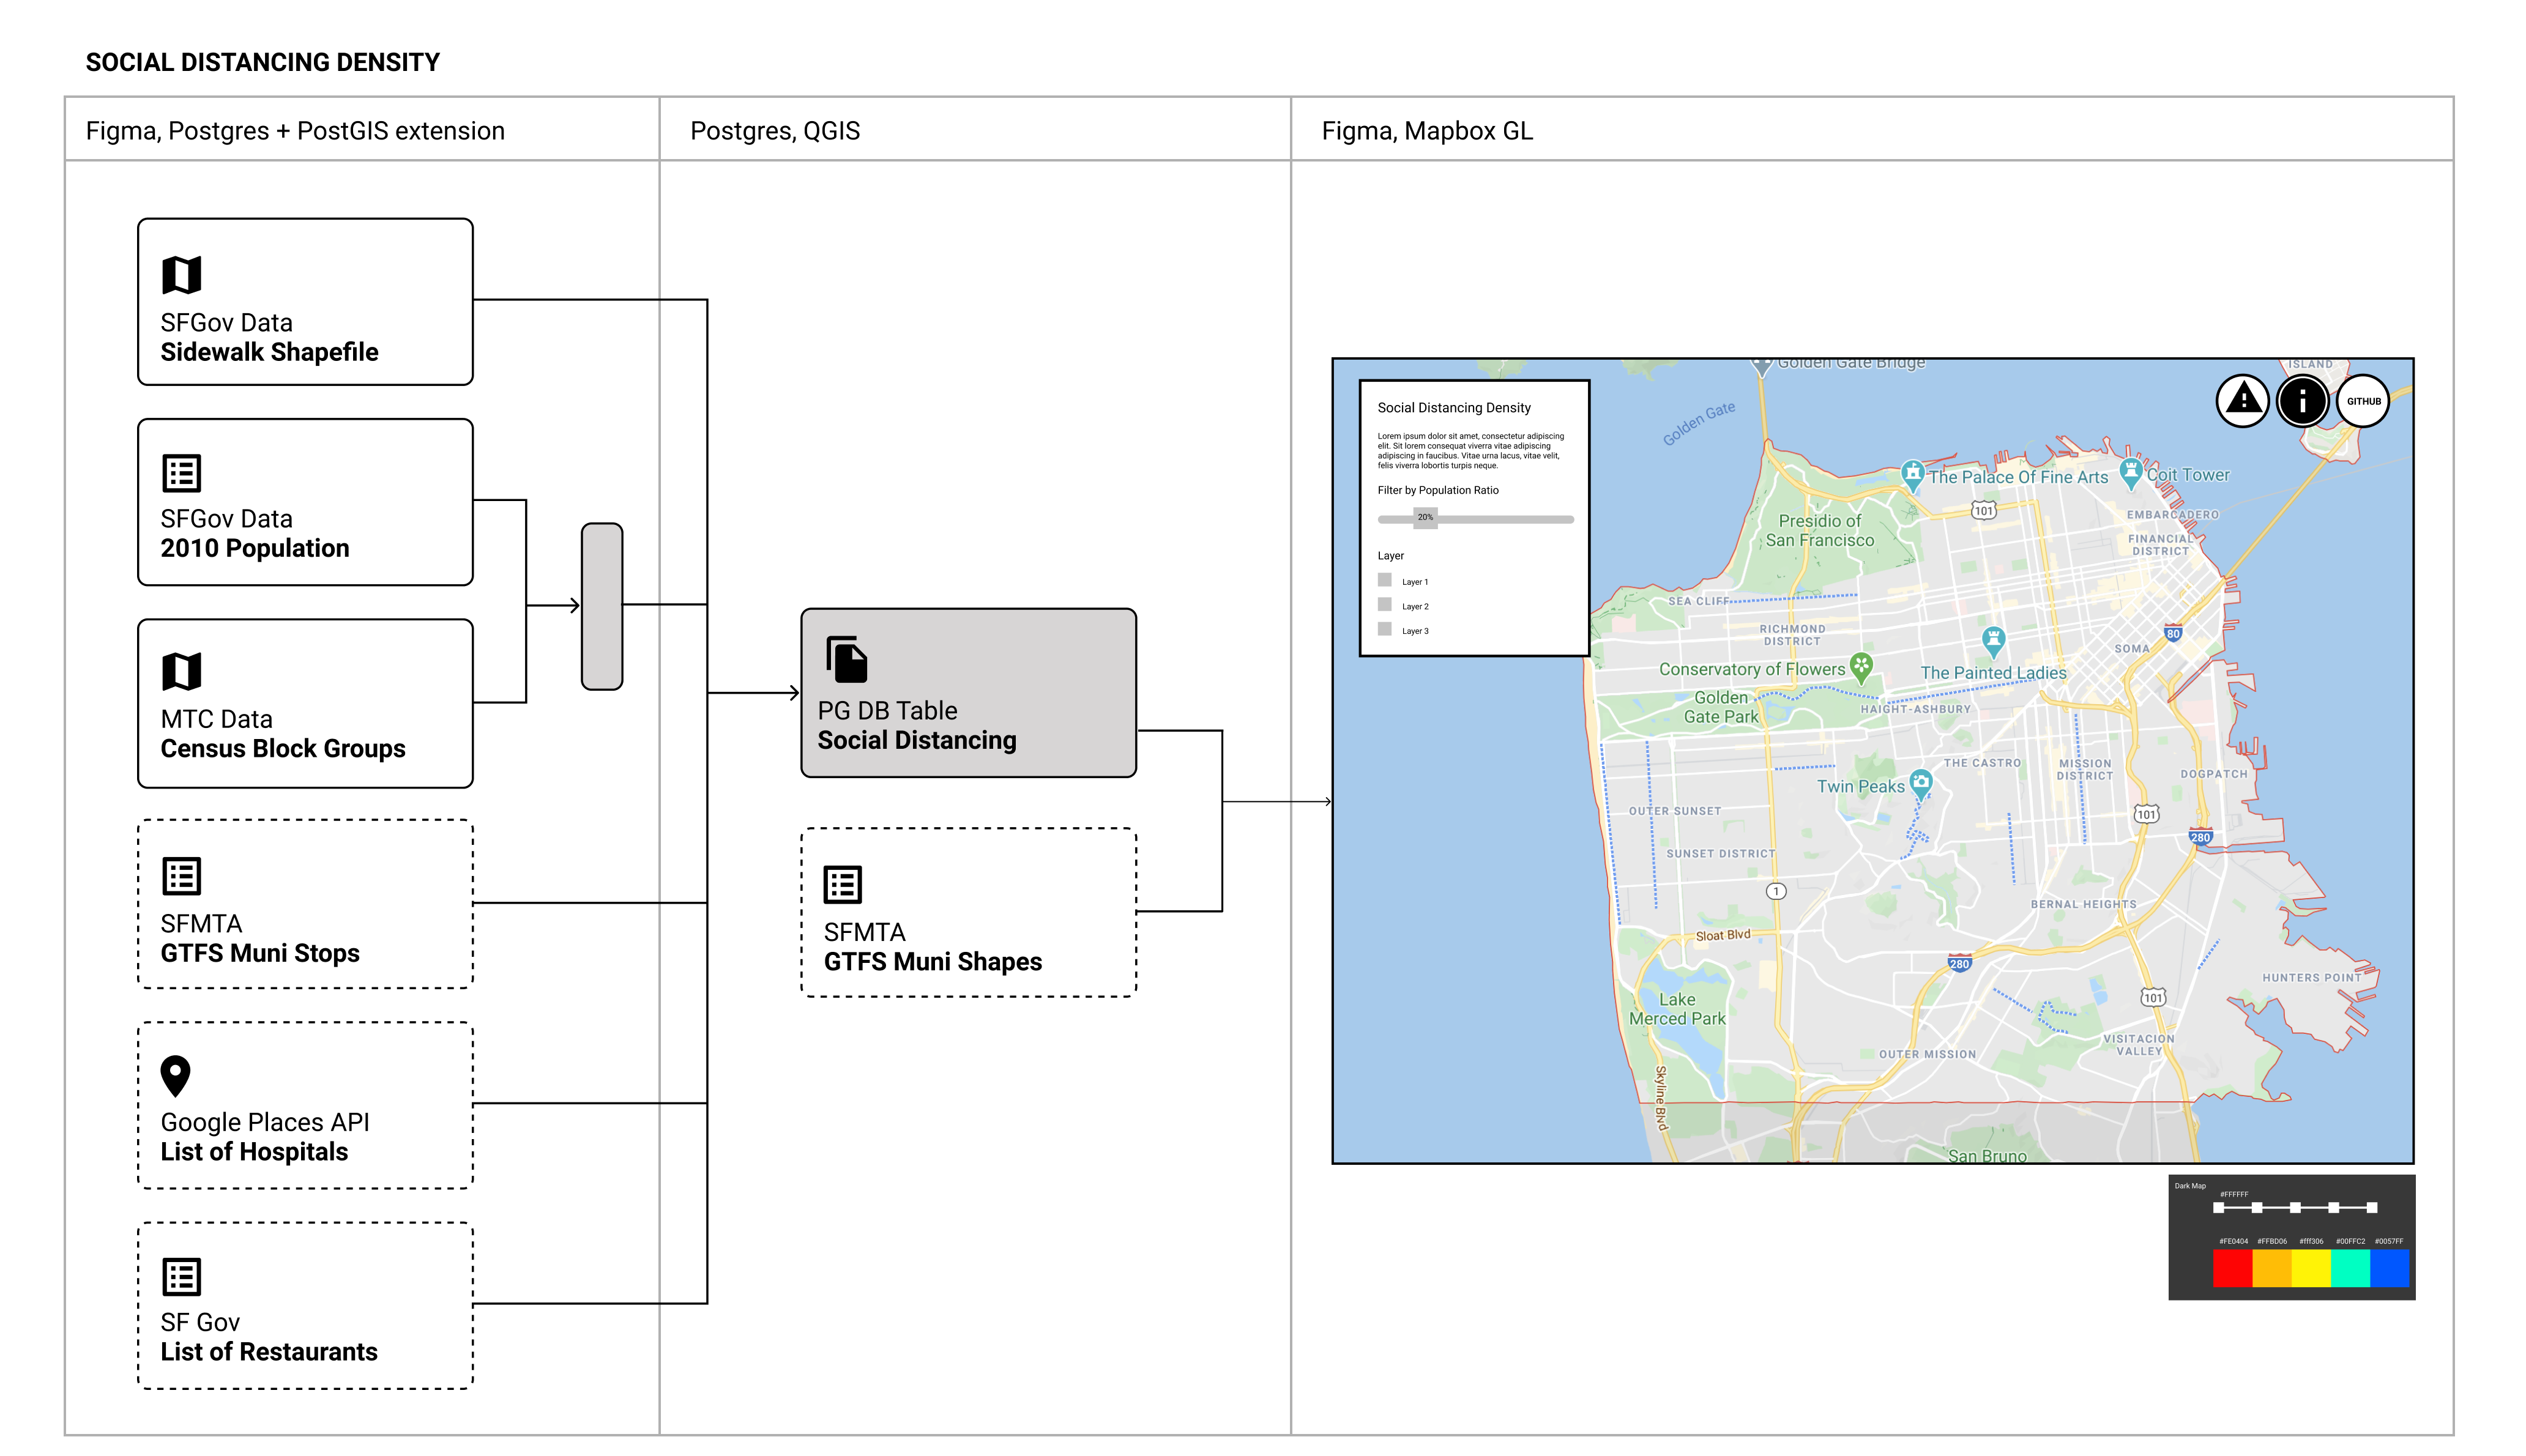 SOCIAL DISTANCING DENSITY
Figma, Postgres + PostGIS extension
Postgres, QGIS
Figma, Mapbox GL
SFGov Data
Sidewalk Shapefile
SFGov Data
2010 Population
MTC Data
Census Block Groups
SFMTA
GTFS Muni Stops
Google Places API
List of Hospitals
SF Gov
List of Restaurants
PG DB Table
Social Distancing
SFMTA
GTFS Muni Shapes
Social Distancing Density
Lorem ipsum dolor sit amet, consectetur adipiscing
elit. Sit lorem consequat viverra vitae adipiscing
adipiscing in faucibus. Vitae urna lacus, vitae velit,
felis viverra lobortis turpis neque.
Filter by Population Ratio
20%
Layer
Layer 1
Layer 2
Layer 3
Golden Gate Bridge
ISLAND
GITHUB
Golden Gate
The Palace Of Fine Arts
Coit Tower
101
EMBARCADERO
Presidio of
San Francisco
FINANCIAL
DISTRICT
SEA CLIFF
RICHMOND
DISTRICT
80
SOMA
Conservatory of Flowers
The Painted Ladies
Golden
Gate Park
HAIGHT-ASHBURY
THE CASTRO
MISSION
DISTRICT
DOGPATCH
Twin Peaks
OUTER SUNSET
101
280
SUNSET DISTRICT
1
BERNAL HEIGHTS
Sloat Blvd
280
HUNTERS POINT
Lake
Merced Park
101
OUTER MISSION
VISITACION
VALLEY
Skyline Blvd
San Bruno
Dark Map
#FFFFFF
#FE0404
#FFBD06
#fff306
#00FFC2
#0057FF